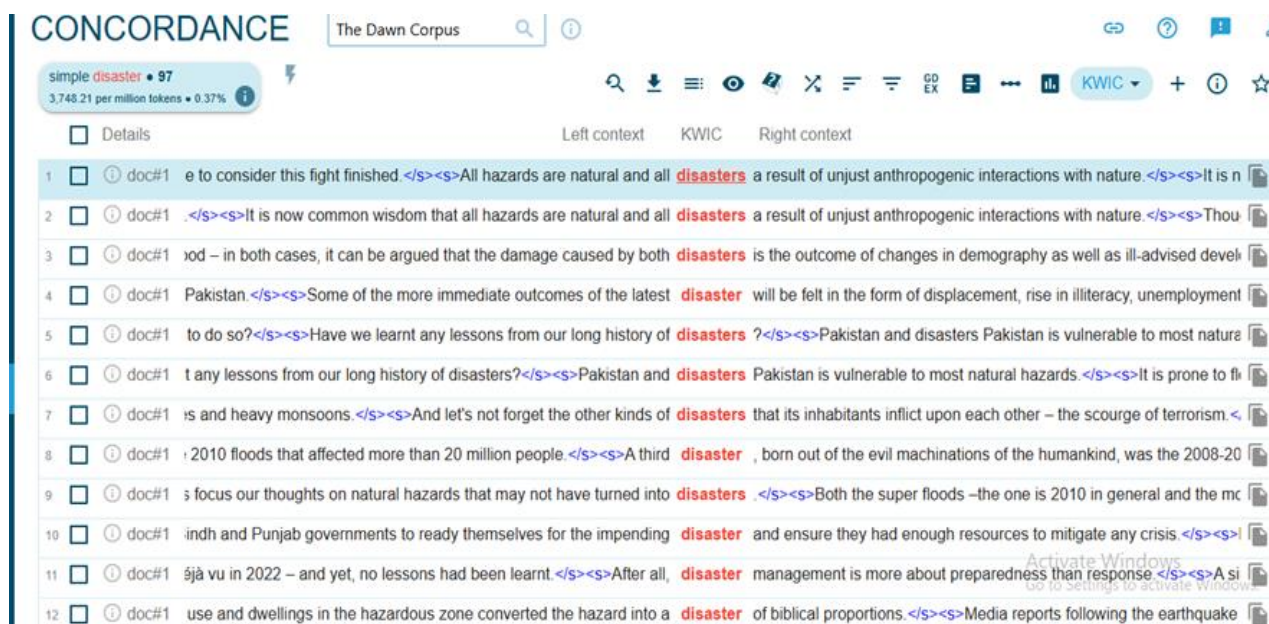 CONCORDANCE The Dawn Corpus
simple disaster • 97
3,748.21 per million tokens • 0.37%
GD
EX
KWIC
Details Left context KWIC Right context
1 doc#1 e to consider this fight finished.</s><s>All hazards are natural and all disasters a result of unjust anthropogenic interactions with nature.</s><s>It is n
2 doc#1 .</s><s>It is now common wisdom that all hazards are natural and all disasters a result of unjust anthropogenic interactions with nature.</s><s>Thou
3 doc#1 ood – in both cases, it can be argued that the damage caused by both disasters is the outcome of changes in demography as well as ill-advised devel
4 doc#1 Pakistan.</s><s>Some of the more immediate outcomes of the latest disaster will be felt in the form of displacement, rise in illiteracy, unemployment
5 doc#1 to do so?</s><s>Have we learnt any lessons from our long history of disasters ?</s><s>Pakistan and disasters Pakistan is vulnerable to most natura
6 doc#1 t any lessons from our long history of disasters?</s><s>Pakistan and disasters Pakistan is vulnerable to most natural hazards.</s><s>It is prone to fl
7 doc#1 es and heavy monsoons.</s><s>And let's not forget the other kinds of disasters that its inhabitants inflict upon each other – the scourge of terrorism.<
8 doc#1 2010 floods that affected more than 20 million people.</s><s>A third disaster , born out of the evil machinations of the humankind, was the 2008-20
9 doc#1 s focus our thoughts on natural hazards that may not have turned into disasters .</s><s>Both the super floods –the one is 2010 in general and the mo
10 doc#1 indh and Punjab governments to ready themselves for the impending disaster and ensure they had enough resources to mitigate any crisis.</s><s>
11 doc#1 éjà vu in 2022 – and yet, no lessons had been learnt.</s><s>After all, disaster management is more about preparedness than response.</s><s>A si
Activate Windows
Go to Settings to activate Windows.
12 doc#1 use and dwellings in the hazardous zone converted the hazard into a disaster of biblical proportions.</s><s>Media reports following the earthquake